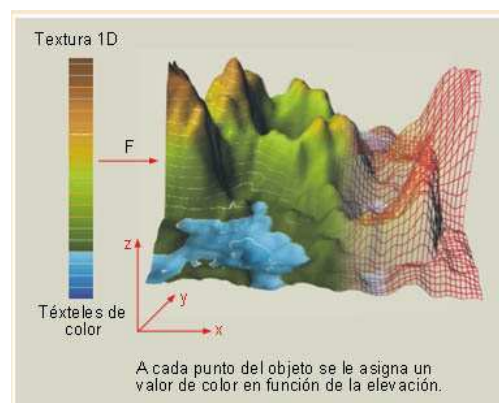 Textura 1D
F
z
y
x
Téxteles de
color
A cada punto del objeto se le asigna un
valor de color en función de la elevación.